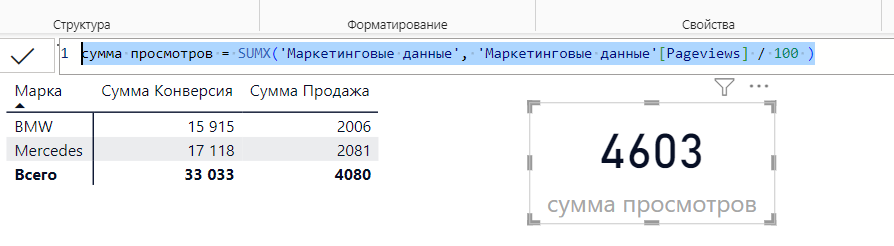 Структура Форматирование Свойства
1 сумма просмотров = SUMX('Маркетинговые данные', 'Маркетинговые данные'[Pageviews] / 100 )
Марка Сумма Конверсия Сумма Продажа
BMW 15 915 2006
Mercedes 17 118 2081
Всего 33 033 4080
4603
сумма просмотров